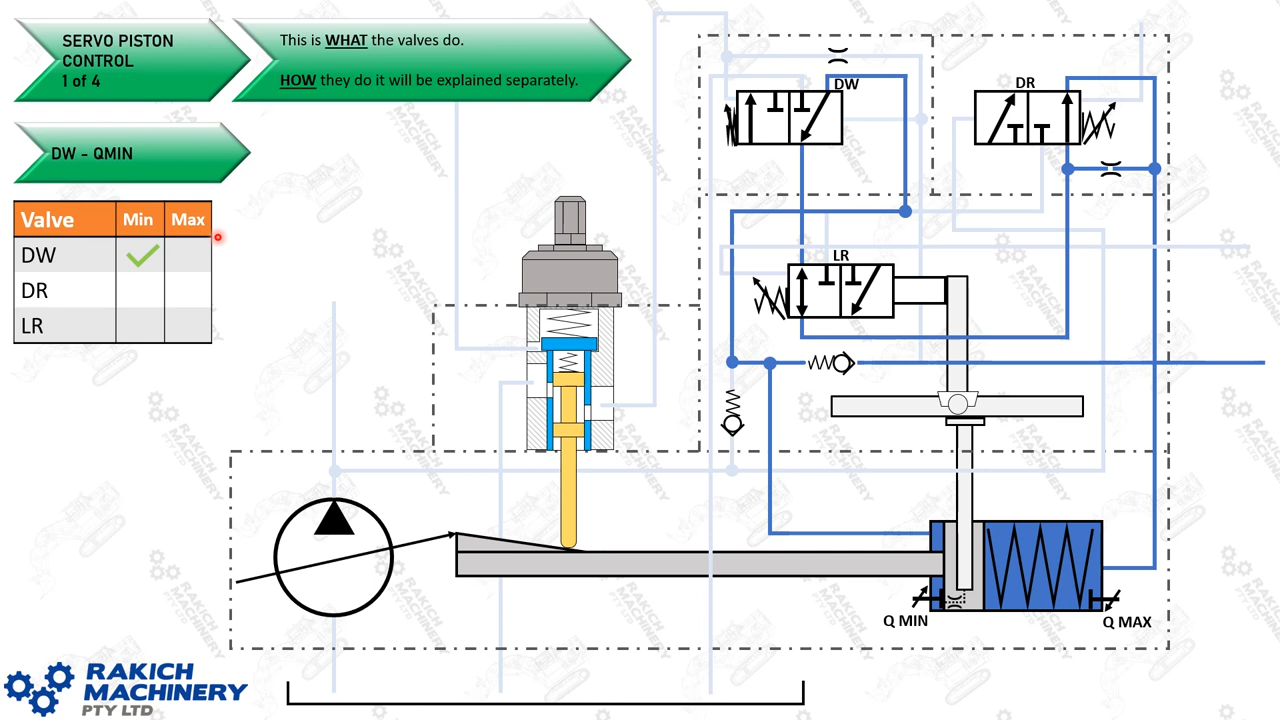 SERVO PISTON
CONTROL
1 of 4
This is WHAT the valves do.
HOW they do it will be explained separately.
DW - QMIN
Valve Min Max
DW
DR
LR
DW
DR
LR
Q MIN
Q MAX
RAKICH
MACHINERY
PTY LTD